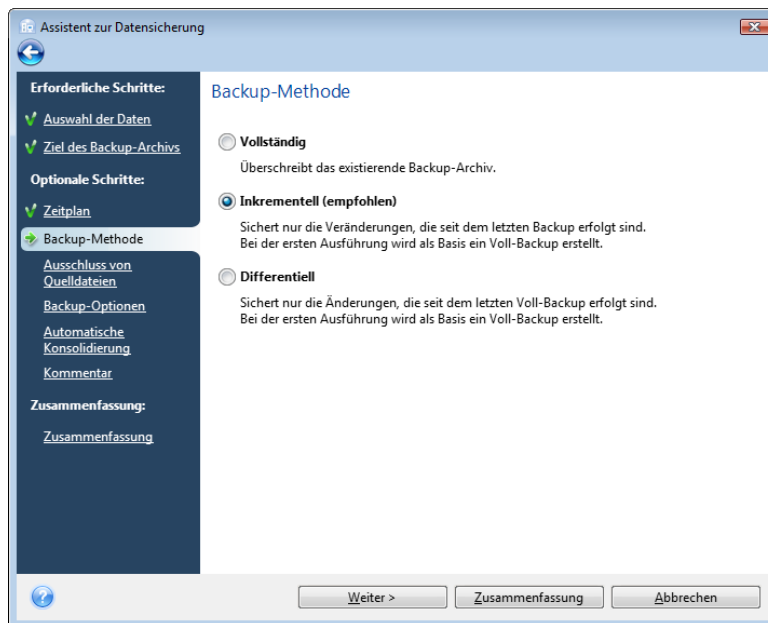 Assistent zur Datensicherung
Erforderliche Schritte:
Auswahl der Daten
Ziel des Backup-Archivs
Optionale Schritte:
Zeitplan
Backup-Methode
Ausschluss von
Quelldateien
Backup-Optionen
Automatische
Konsolidierung
Kommentar
Zusammenfassung:
Zusammenfassung
Backup-Methode
Vollständig
Überschreibt das existierende Backup-Archiv.
Inkrementell (empfohlen)
Sichert nur die Veränderungen, die seit dem letzten Backup erfolgt sind.
Bei der ersten Ausführung wird als Basis ein Voll-Backup erstellt.
Differentiell
Sichert nur die Änderungen, die seit dem letzten Voll-Backup erfolgt sind.
Bei der ersten Ausführung wird als Basis ein Voll-Backup erstellt.
?
Weiter >
Zusammenfassung
Abbrechen